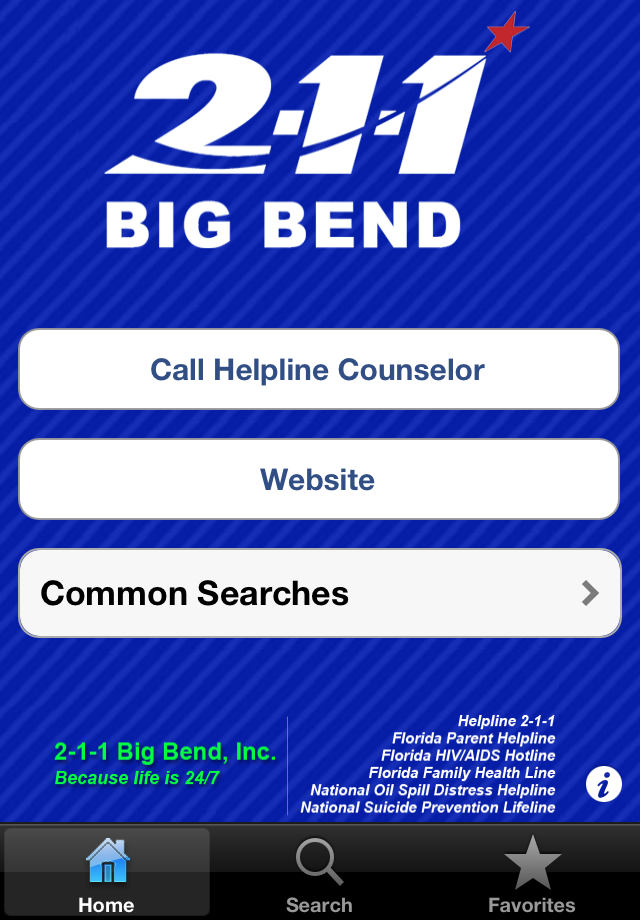 2-1-1
BIG BEND
Call Helpline Counselor
Website
Common Searches
2-1-1 Big Bend, Inc.
Because life is 24/7
Helpline 2-1-1
Florida Parent Helpline
Florida HIV/AIDS Hotline
Florida Family Health Line
National Oil Spill Distress Helpline
National Suicide Prevention Lifeline
i
Home
Search
Favorites